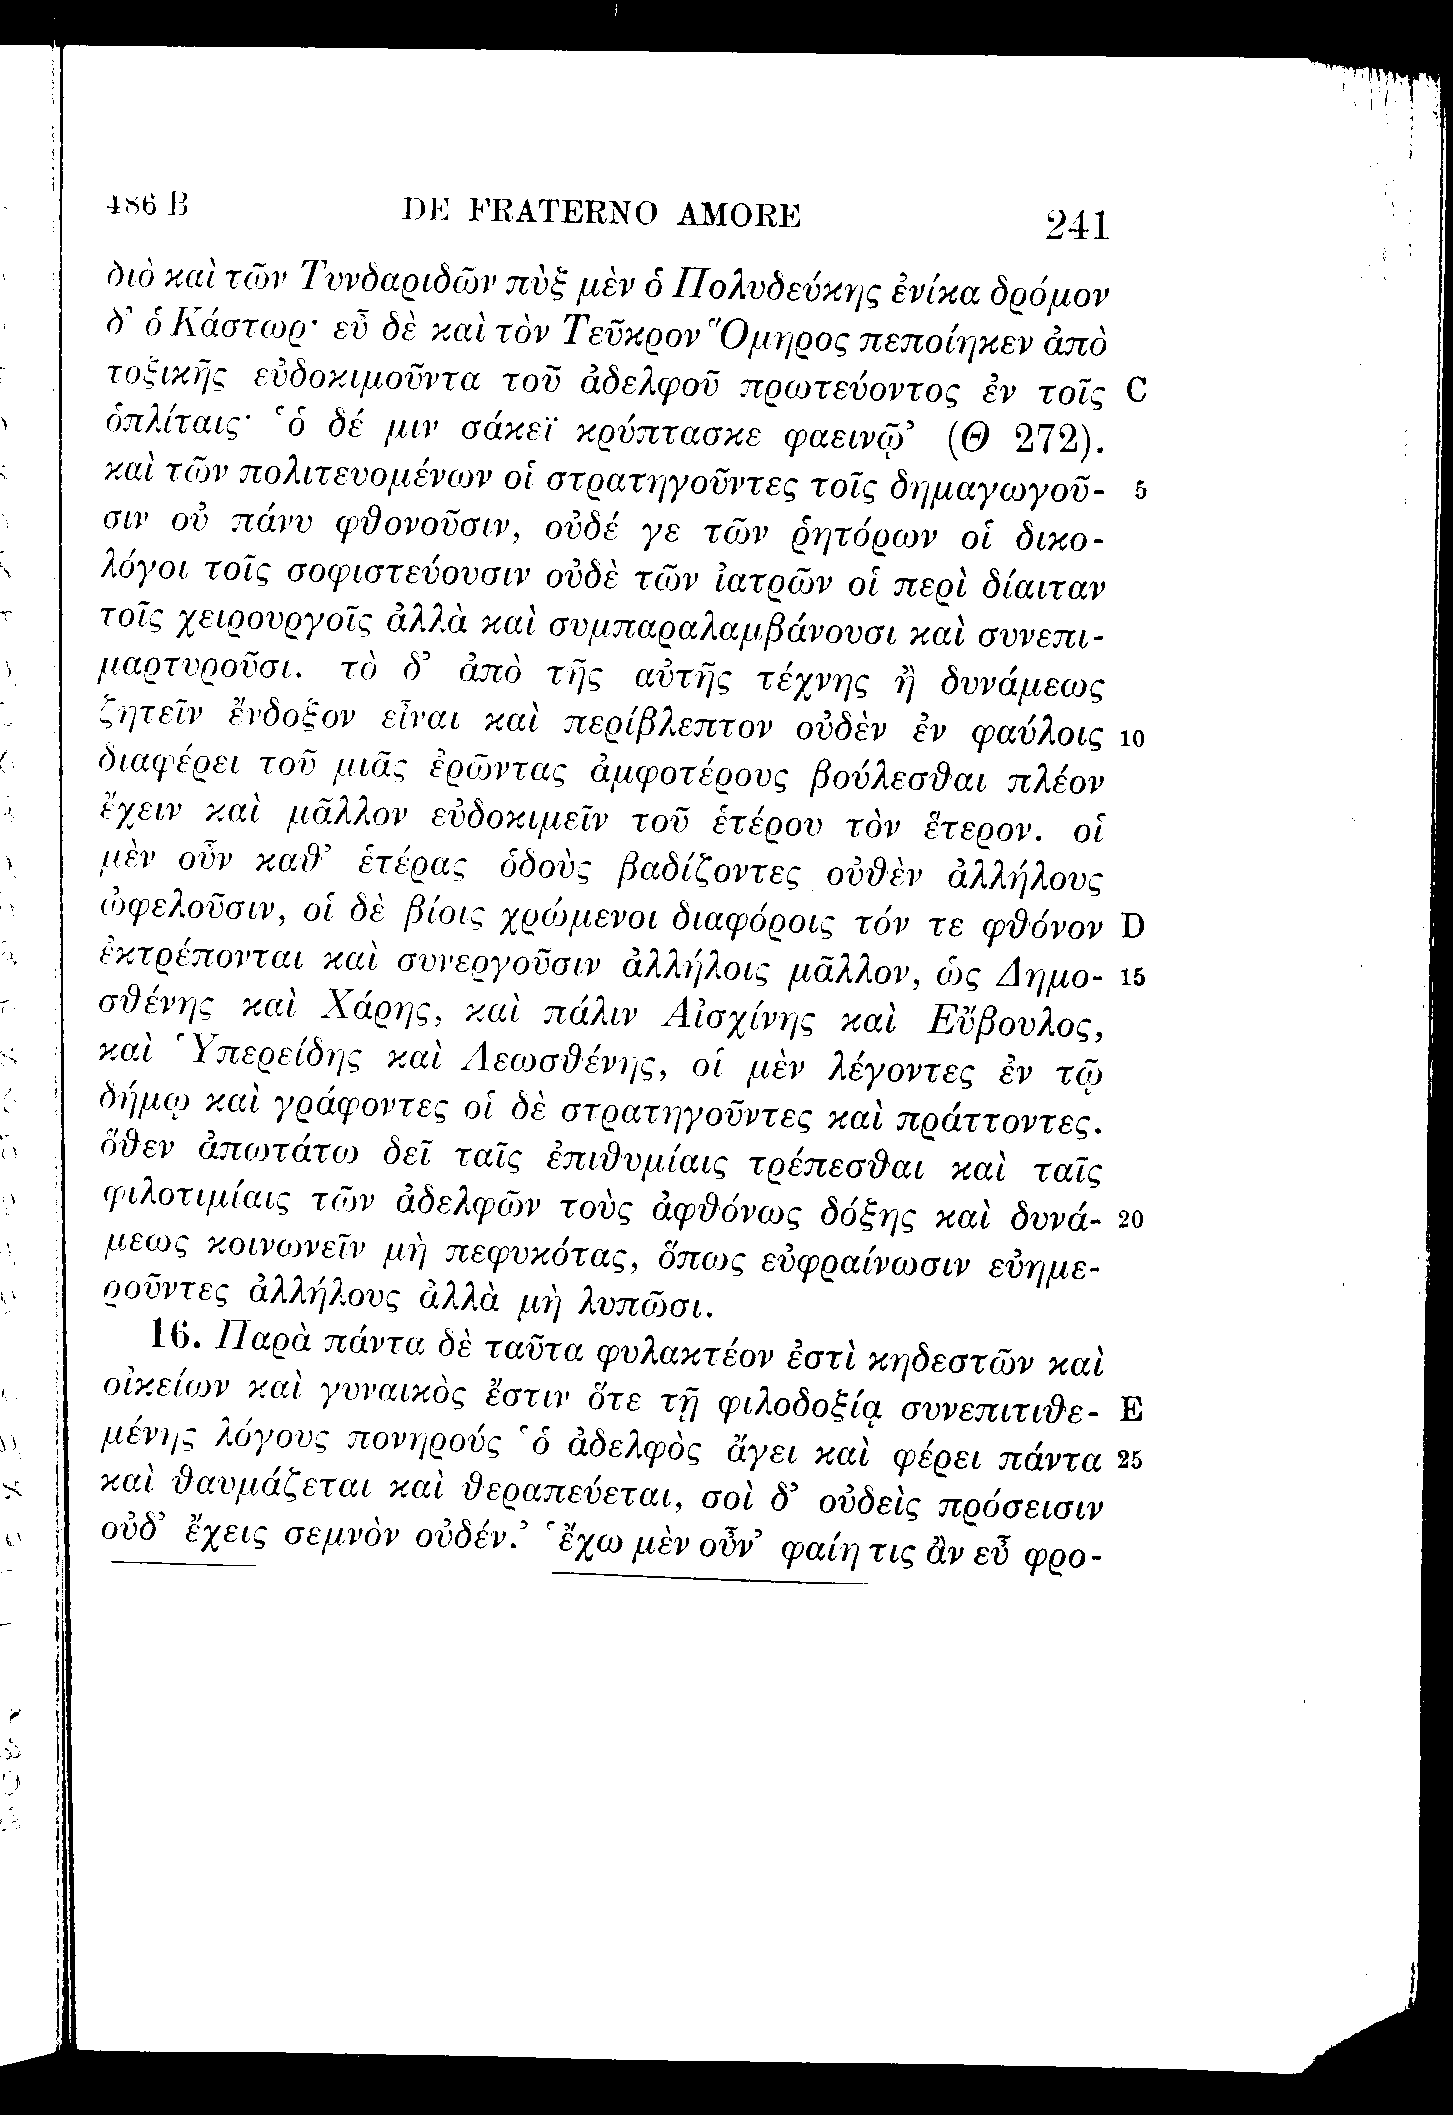 486 B DE FRATERNO AMORE 241
διὸ καὶ τῶν Τυνδαριδῶν πὺξ μὲν ὁ Πολυδεύκης ἐνίκα δρόμον
δ’ ὁ Κάστωρ· εὖ δὲ καὶ τὸν Τεῦκρον Ὅμηρος πεποίηκεν ἀπὸ
τοξικῆς εὐδοκιμοῦντα τοῦ ἀδελφοῦ πρωτεύοντος ἐν τοῖς C
ὁπλίταις· ‘ὁ δέ μιν σάκεϊ κρύπτασκε φαεινῷ’ (Θ 272).
καὶ τῶν πολιτευομένων οἱ στρατηγοῦντες τοῖς δημαγωγοῦ- 5
σιν οὐ πάνυ φθονοῦσιν, οὐδέ γε τῶν ῥητόρων οἱ δικο-
λόγοι τοῖς σοφιστεύουσιν οὐδὲ τῶν ἰατρῶν οἱ περὶ δίαιταν
τοῖς χειρουργοῖς ἀλλὰ καὶ συμπαραλαμβάνουσι καὶ συνεπι-
μαρτυροῦσι. τὸ δ’ ἀπὸ τῆς αὐτῆς τέχνης ἢ δυνάμεως
ζητεῖν ἔνδοξον εἶναι καὶ περίβλεπτον οὐδὲν ἐν φαύλοις 10
διαφέρει τοῦ μιᾶς ἐρῶντας ἀμφοτέρους βούλεσθαι πλέον
ἔχειν καὶ μᾶλλον εὐδοκιμεῖν τοῦ ἑτέρου τὸν ἕτερον. οἱ
μὲν οὖν καθ’ ἑτέρας ὁδοὺς βαδίζοντες οὐθὲν ἀλλήλους
ὠφελοῦσιν, οἱ δὲ βίοις χρώμενοι διαφόροις τόν τε φθόνον D
ἐκτρέπονται καὶ συνεργοῦσιν ἀλλήλοις μᾶλλον, ὡς Δημο- 15
σθένης καὶ Χάρης, καὶ πάλιν Αἰσχίνης καὶ Εὔβουλος,
καὶ Ὑπερείδης καὶ Λεωσθένης, οἱ μὲν λέγοντες ἐν τῷ
δήμῳ καὶ γράφοντες οἱ δὲ στρατηγοῦντες καὶ πράττοντες.
ὅθεν ἀπωτάτω δεῖ ταῖς ἐπιθυμίαις τρέπεσθαι καὶ ταῖς
φιλοτιμίαις τῶν ἀδελφῶν τοὺς ἀφθόνως δόξης καὶ δυνά- 20
μεως κοινωνεῖν μὴ πεφυκότας, ὅπως εὐφραίνωσιν εὐημε-
ροῦντες ἀλλήλους ἀλλὰ μὴ λυπῶσι.
16. Παρὰ πάντα δὲ ταῦτα φυλακτέον ἐστὶ κηδεστῶν καὶ
οἰκείων καὶ γυναικὸς ἔστιν ὅτε τῇ φιλοδοξίᾳ συνεπιτιθε- E
μένης λόγους πονηρούς ‘ὁ ἀδελφὸς ἄγει καὶ φέρει πάντα 25
καὶ θαυμάζεται καὶ θεραπεύεται, σοὶ δ’ οὐδεὶς πρόσεισιν
οὐδ’ ἔχεις σεμνὸν οὐδέν.’ ‘ἔχω μὲν οὖν’ φαίη τις ἂν εὖ φρο-